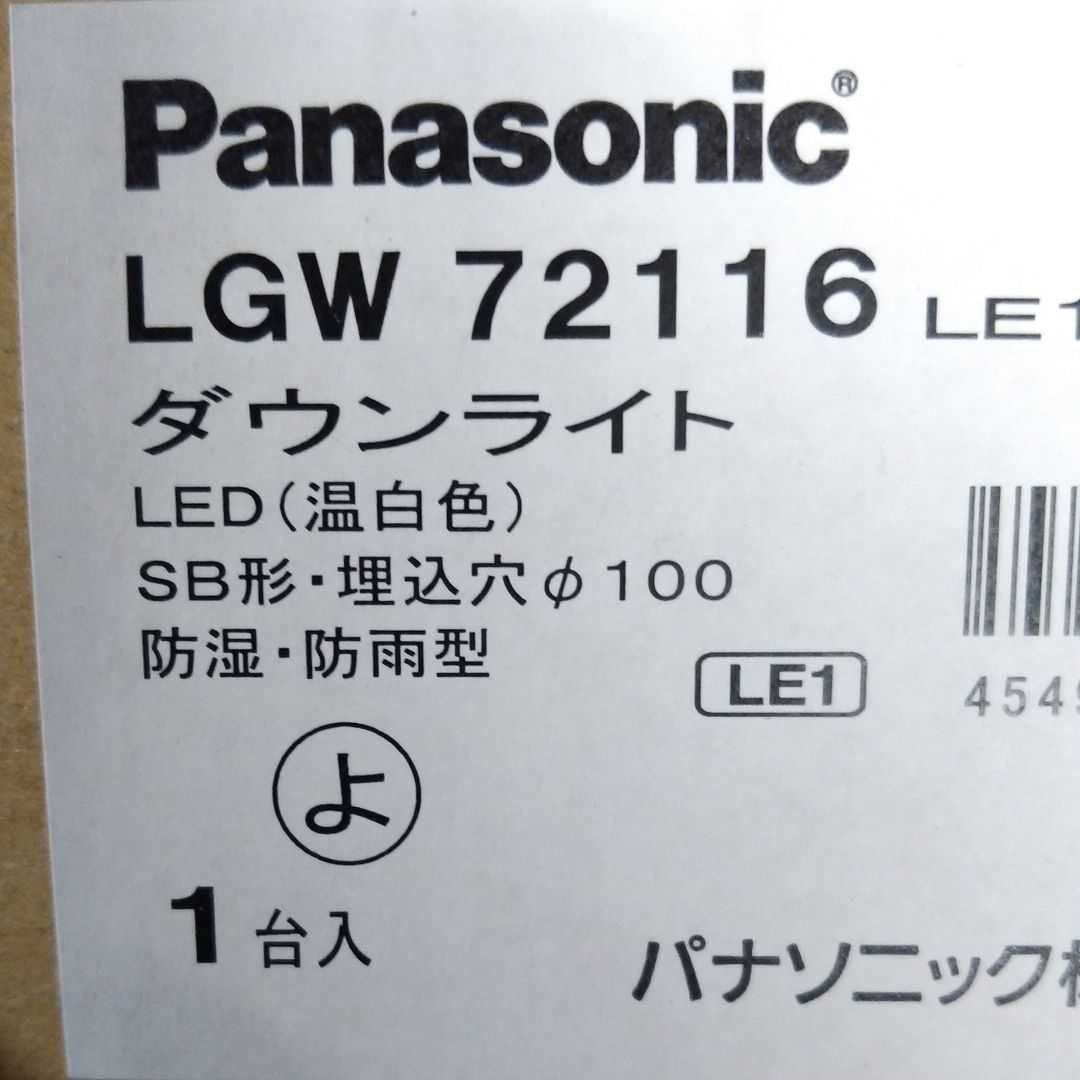 Panasonic®
LGW 72116 LE1
ダウンライト
LED(温白色)
SB形・埋込穴φ100
防湿・防雨型
LE1
4549
よ
1台入
パナソニック株